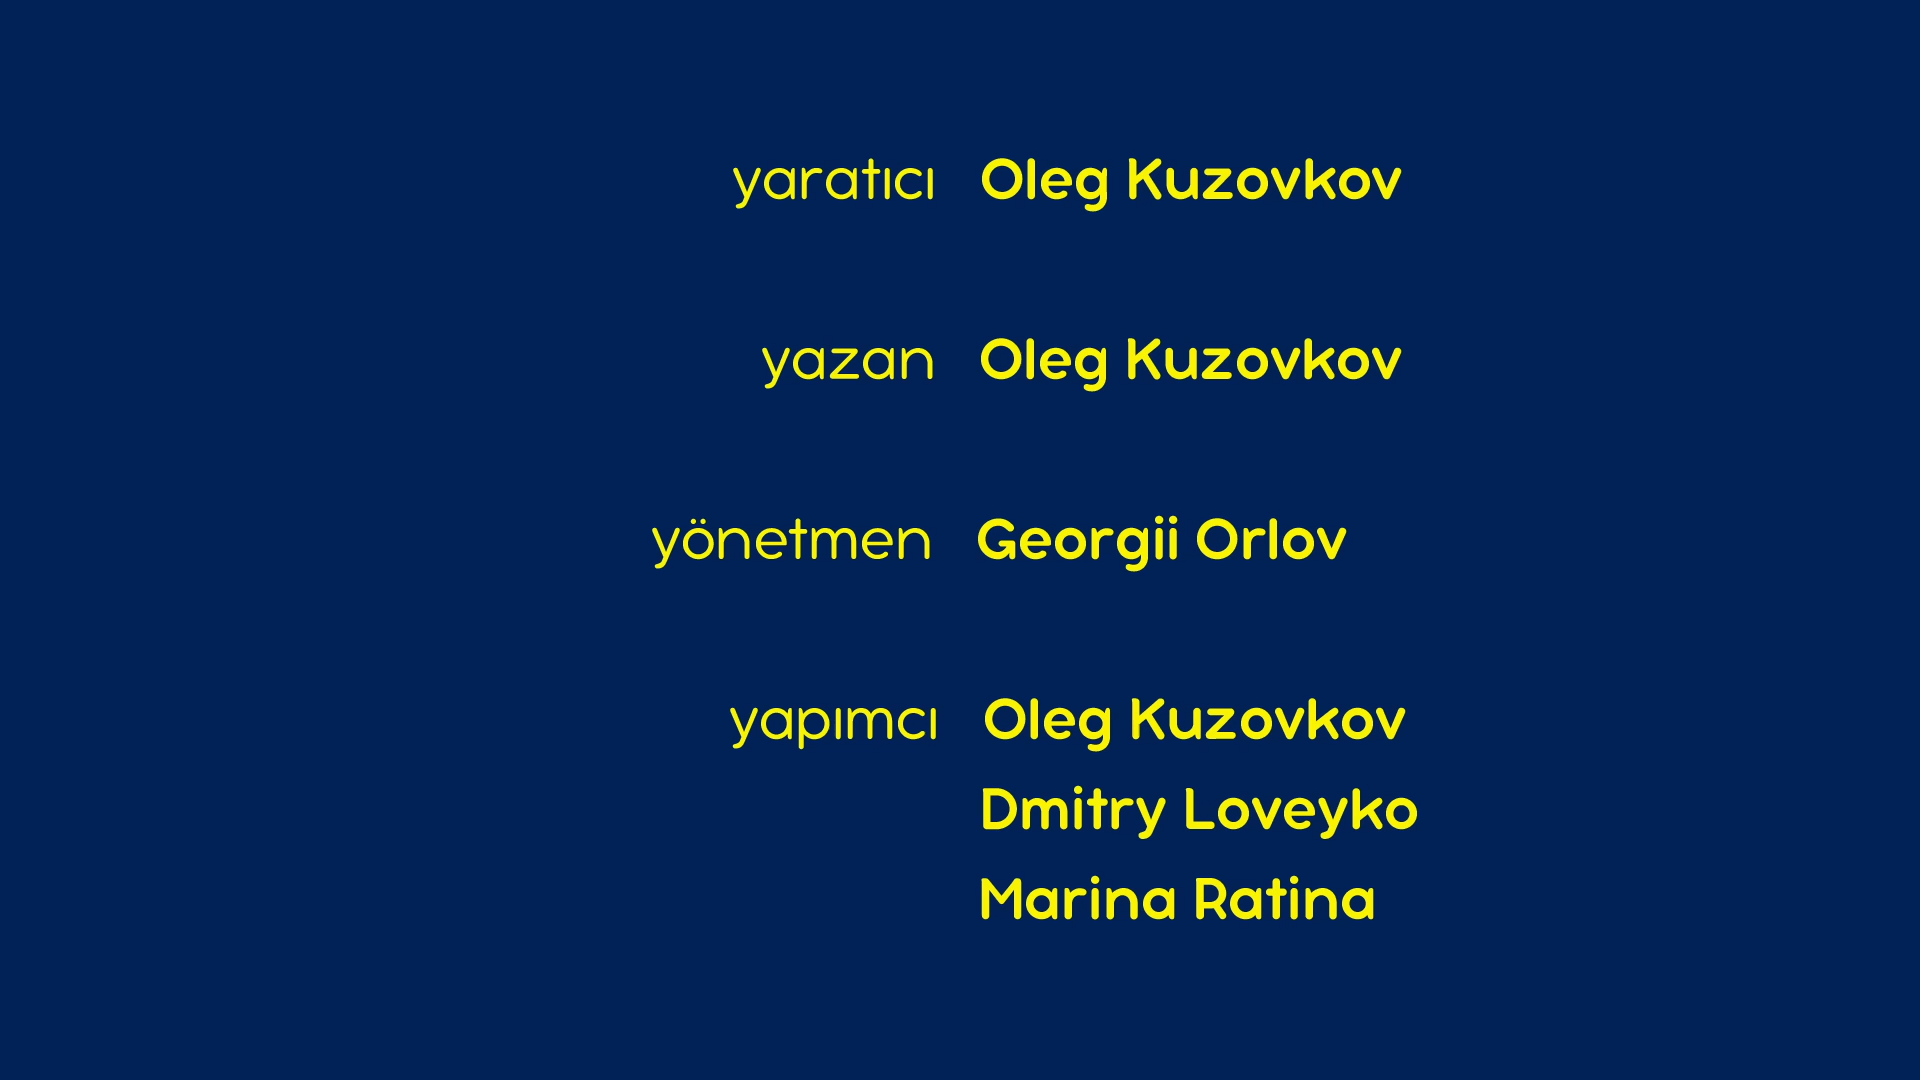 yaratıcı Oleg Kuzovkov
yazan Oleg Kuzovkov
yönetmen Georgii Orlov
yapımcı Oleg Kuzovkov
Dmitry Loveyko
Marina Ratina